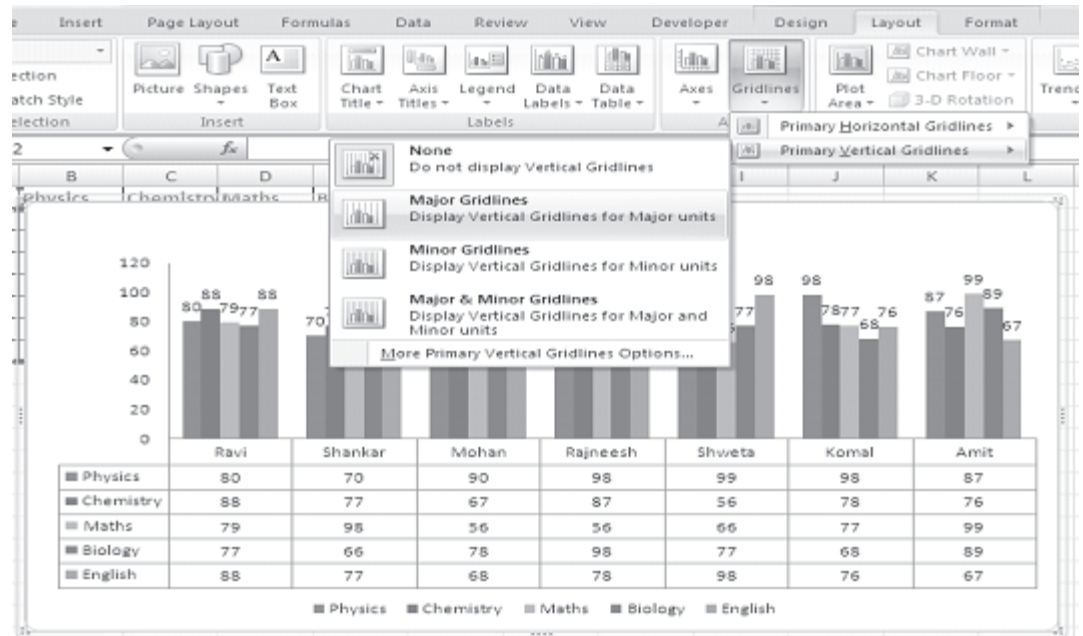 Insert Page Layout Formulas Data Review View Developer Design Layout Format
ection
atch Style
election
Picture Shapes Text Box
Insert
Chart Title Axis Titles Legend Data Labels Data Table
Labels
Axes Gridlines
A
Plot Area Chart Wall
Chart Floor
3-D Rotation
Trend
Primary Horizontal Gridlines
Primary Vertical Gridlines
2 fx
None
Do not display Vertical Gridlines
Major Gridlines
Display Vertical Gridlines for Major units
Minor Gridlines
Display Vertical Gridlines for Minor units
Major & Minor Gridlines
Display Vertical Gridlines for Major and
Minor units
More Primary Vertical Gridlines Options...
B C D I J K L
Physics Chemistr Maths B
120
100
80
60
40
20
0
80 88 79 77 88
70
77 98
98 78 77 68 76
87 76 99 89 67
Ravi Shankar Mohan Rajneesh Shweta Komal Amit
Physics 80 70 90 98 99 98 87
Chemistry 88 77 67 87 56 78 76
Maths 79 98 56 56 66 77 99
Biology 77 66 78 98 77 68 89
English 88 77 68 78 98 76 67
Physics Chemistry Maths Biology English